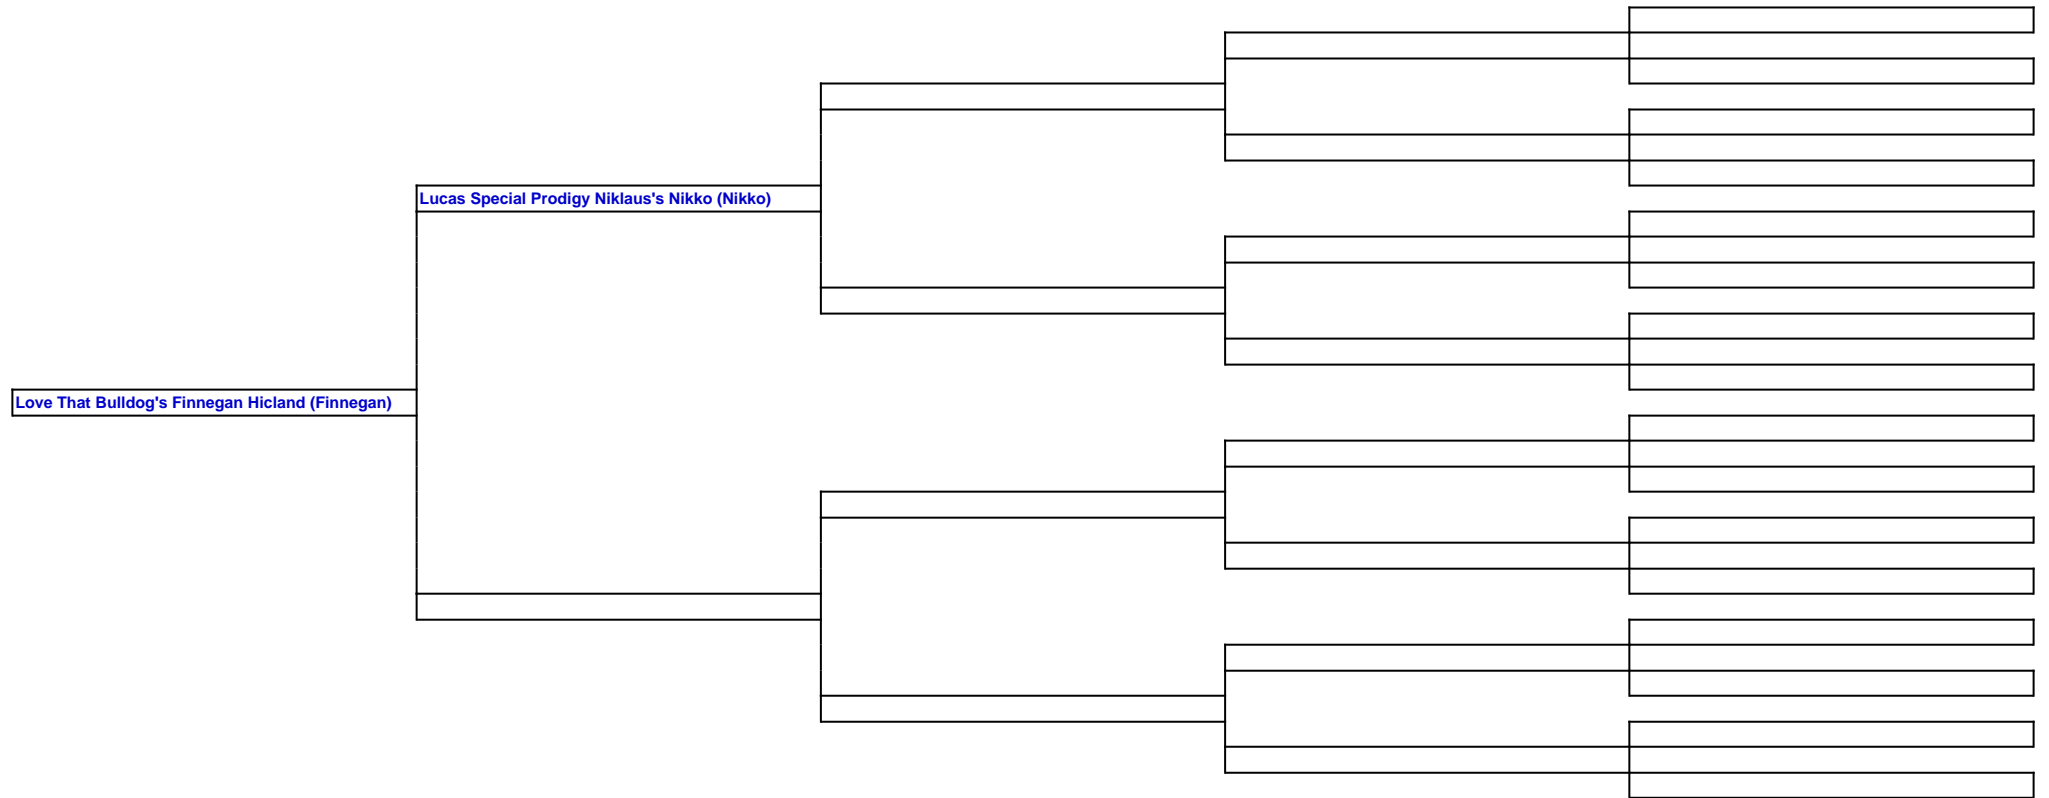 Lucas Special Prodigy Niklaus's Nikko (Nikko)
Love That Bulldog's Finnegan Hicland (Finnegan)